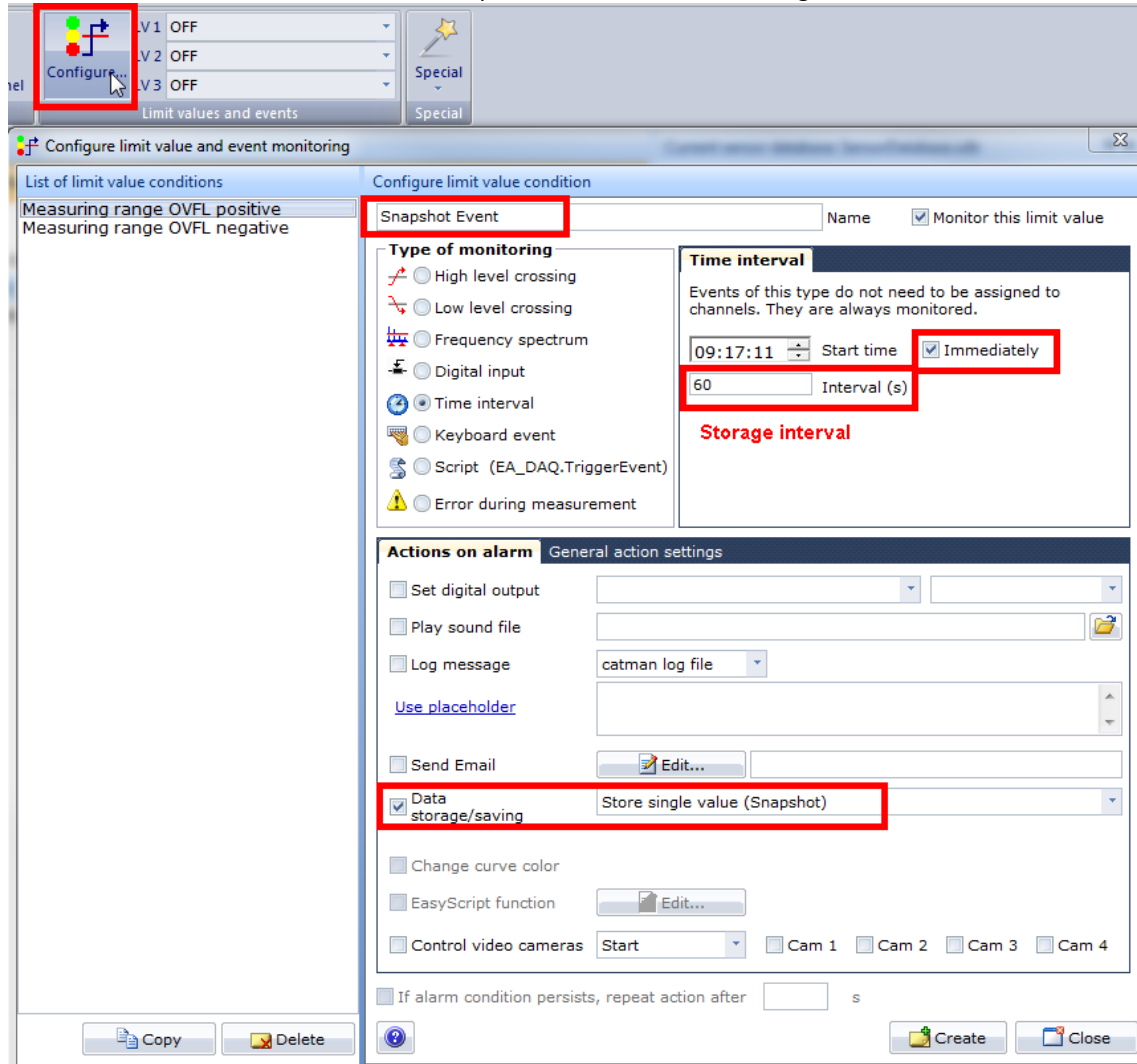 LV 1 OFF
LV 2 OFF
Configure... LV 3 OFF
Special
nel
Limit values and events
Special
Configure limit value and event monitoring
List of limit value conditions
Measuring range OVFL positive
Measuring range OVFL negative
Configure limit value condition
Snapshot Event Name Monitor this limit value
Type of monitoring
High level crossing
Low level crossing
Frequency spectrum
Digital input
Time interval
Keyboard event
Script (EA_DAQ.TriggerEvent)
Error during measurement
Time interval
Events of this type do not need to be assigned to
channels. They are always monitored.
09:17:11 Start time Immediately
60 Interval (s)
Storage interval
Actions on alarm General action settings
Set digital output
Play sound file
Log message catman log file
Use placeholder
Send Email Edit...
Data
storage/saving Store single value (Snapshot)
Change curve color
EasyScript function Edit...
Control video cameras Start Cam 1 Cam 2 Cam 3 Cam 4
If alarm condition persists, repeat action after s
Copy Delete
Create Close